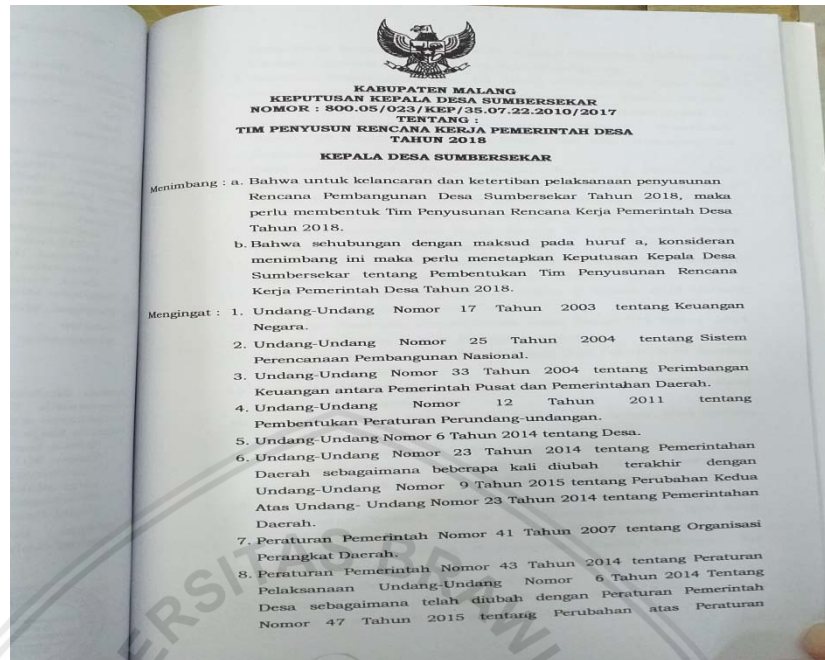 KABUPATEN MALANG
KEPUTUSAN KEPALA DESA SUMBERSEKAR
NOMOR : 800.05/023/KEP/35.07.22.2010/2017
TENTANG :
TIM PENYUSUN RENCANA KERJA PEMERINTAH DESA
TAHUN 2018
KEPALA DESA SUMBERSEKAR
Menimbang : a. Bahwa untuk kelancaran dan ketertiban pelaksanaan penyusunan
Rencana Pembangunan Desa Sumbersekar Tahun 2018, maka
perlu membentuk Tim Penyusunan Rencana Kerja Pemerintah Desa
Tahun 2018.
b. Bahwa sehubungan dengan maksud pada huruf a, konsideran
menimbang ini maka perlu menetapkan Keputusan Kepala Desa
Sumbersekar tentang Pembentukan Tim Penyusunan Rencana
Kerja Pemerintah Desa Tahun 2018.
Mengingat : 1. Undang-Undang Nomor 17 Tahun 2003 tentang Keuangan
Negara.
2. Undang-Undang Nomor 25 Tahun 2004 tentang Sistem
Perencanaan Pembangunan Nasional.
3. Undang-Undang Nomor 33 Tahun 2004 tentang Perimbangan
Keuangan antara Pemerintah Pusat dan Pemerintahan Daerah.
4. Undang-Undang Nomor 12 Tahun 2011 tentang
Pembentukan Peraturan Perundang-undangan.
5. Undang-Undang Nomor 6 Tahun 2014 tentang Desa.
6. Undang-Undang Nomor 23 Tahun 2014 tentang Pemerintahan
Daerah sebagaimana beberapa kali diubah terakhir dengan
Undang-Undang Nomor 9 Tahun 2015 tentang Perubahan Kedua
Atas Undang- Undang Nomor 23 Tahun 2014 tentang Pemerintahan
Daerah.
7. Peraturan Pemerintah Nomor 41 Tahun 2007 tentang Organisasi
Perangkat Daerah.
8. Peraturan Pemerintah Nomor 43 Tahun 2014 tentang Peraturan
Pelaksanaan Undang-Undang Nomor 6 Tahun 2014 Tentang
Desa sebagaimana telah diubah dengan Peraturan Pemerintah
Nomor 47 Tahun 2015 tentang Perubahan atas Peraturan
ERSITAS BRAWI